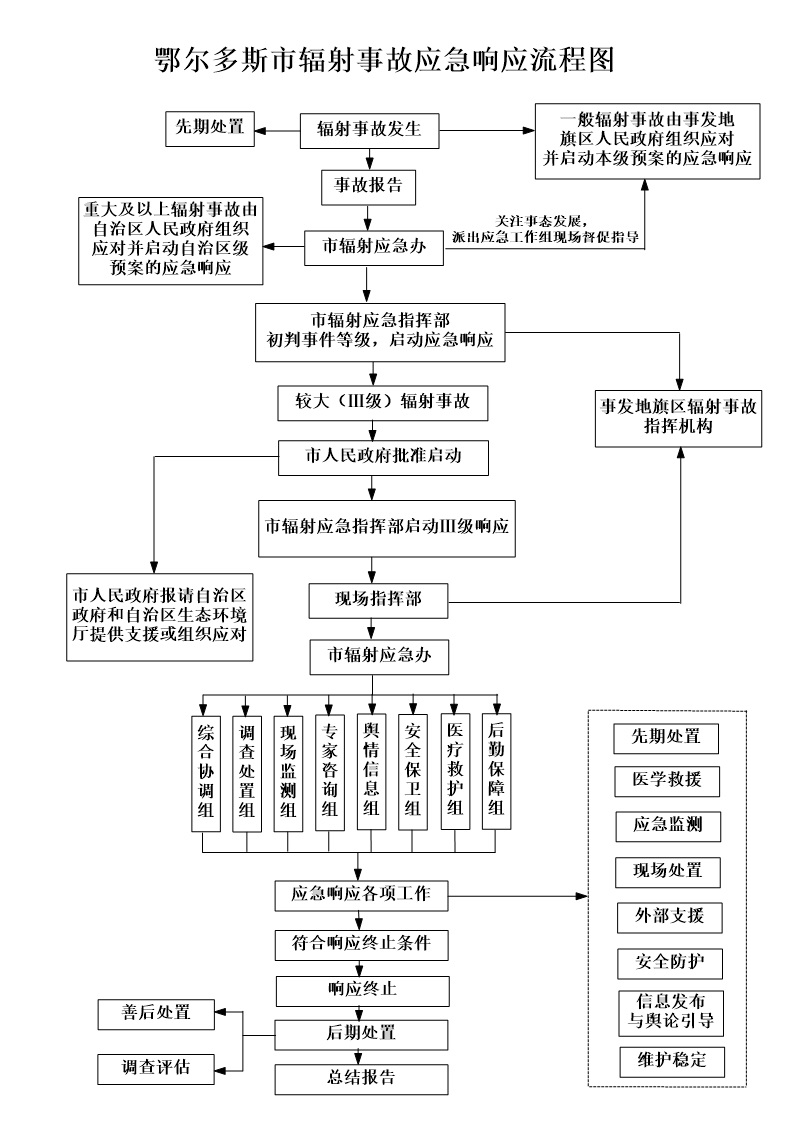 鄂尔多斯市辐射事故应急响应流程图
先期处置
辐射事故发生
一般辐射事故由事发地
旗区人民政府组织应对
并启动本级预案的应急响应
事故报告
重大及以上辐射事故由
自治区人民政府组织
应对并启动自治区级
预案的应急响应
市辐射应急办
关注事态发展，
派出应急工作组现场督促指导
市辐射应急指挥部
初判事件等级，启动应急响应
较大（Ⅲ级）辐射事故
事发地旗区辐射事故
指挥机构
市人民政府批准启动
市辐射应急指挥部启动Ⅲ级响应
市人民政府报请自治区
政府和自治区生态环境
厅提供支援或组织应对
现场指挥部
市辐射应急办
综合协调组
调查处置组
现场监测组
专家咨询组
舆情信息组
安全保卫组
医疗救护组
后勤保障组
先期处置
医学救援
应急监测
现场处置
外部支援
安全防护
信息发布
与舆论引导
维护稳定
应急响应各项工作
符合响应终止条件
响应终止
善后处置
后期处置
调查评估
总结报告